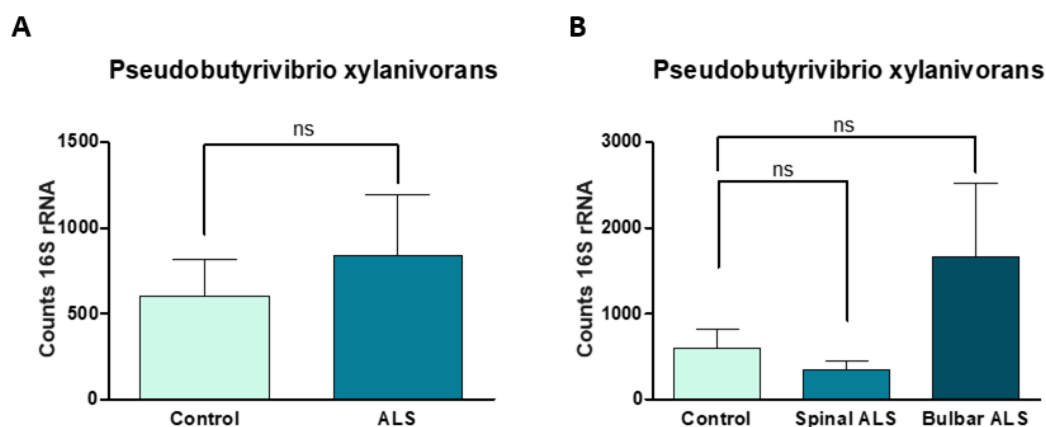 A
Pseudobutyrivibrio xylanivorans
Counts 16S rRNA
1500
1000
500
0
ns
Control
ALS
B
Pseudobutyrivibrio xylanivorans
Counts 16S rRNA
3000
2000
1000
0
ns
ns
Control
Spinal ALS
Bulbar ALS